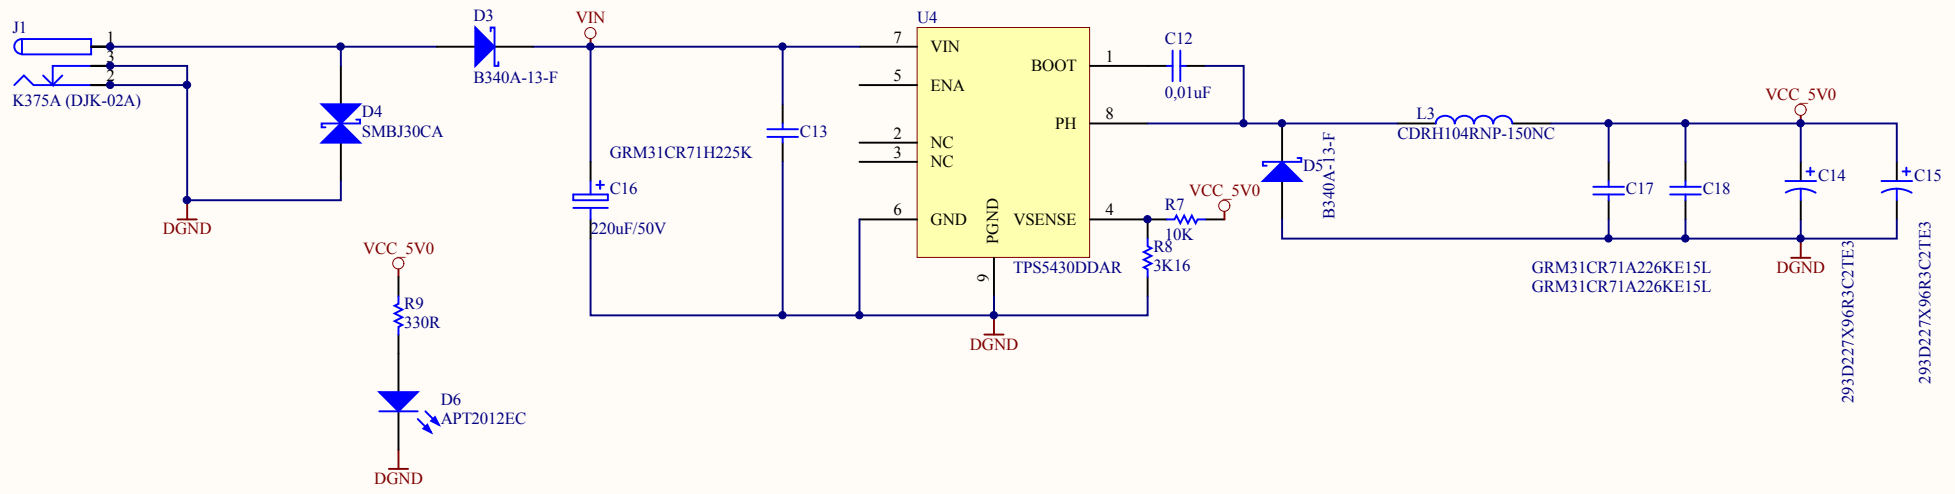 J1
1
3
2
K375A (DJK-02A)
DGND
D4
SMBJ30CA
D3
B340A-13-F
VIN
C16
220uF/50V
GRM31CR71H225K
C13
U4
7
VIN
5
ENA
2
NC
3
NC
6
GND
PGND
9
BOOT
1
PH
8
VSENSE
4
TPS5430DDAR
DGND
C12
0,01uF
R7
10K
VCC_5V0
R8
3K16
D5
B340A-13-F
L3
CDRH104RNP-150NC
C17
C18
GRM31CR71A226KE15L
GRM31CR71A226KE15L
VCC_5V0
C14
C15
DGND
293D227X96R3C2TE3
293D227X96R3C2TE3
VCC_5V0
R9
330R
D6
APT2012EC
DGND